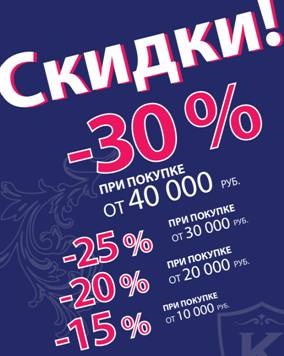 Скидки!
-30 %
ПРИ ПОКУПКЕ
ОТ 40 000 РУБ.
-25 %
ПРИ ПОКУПКЕ
ОТ 30 000 РУБ.
-20 %
ПРИ ПОКУПКЕ
ОТ 20 000 РУБ.
-15 %
ПРИ ПОКУПКЕ
ОТ 10 000 РУБ.
K